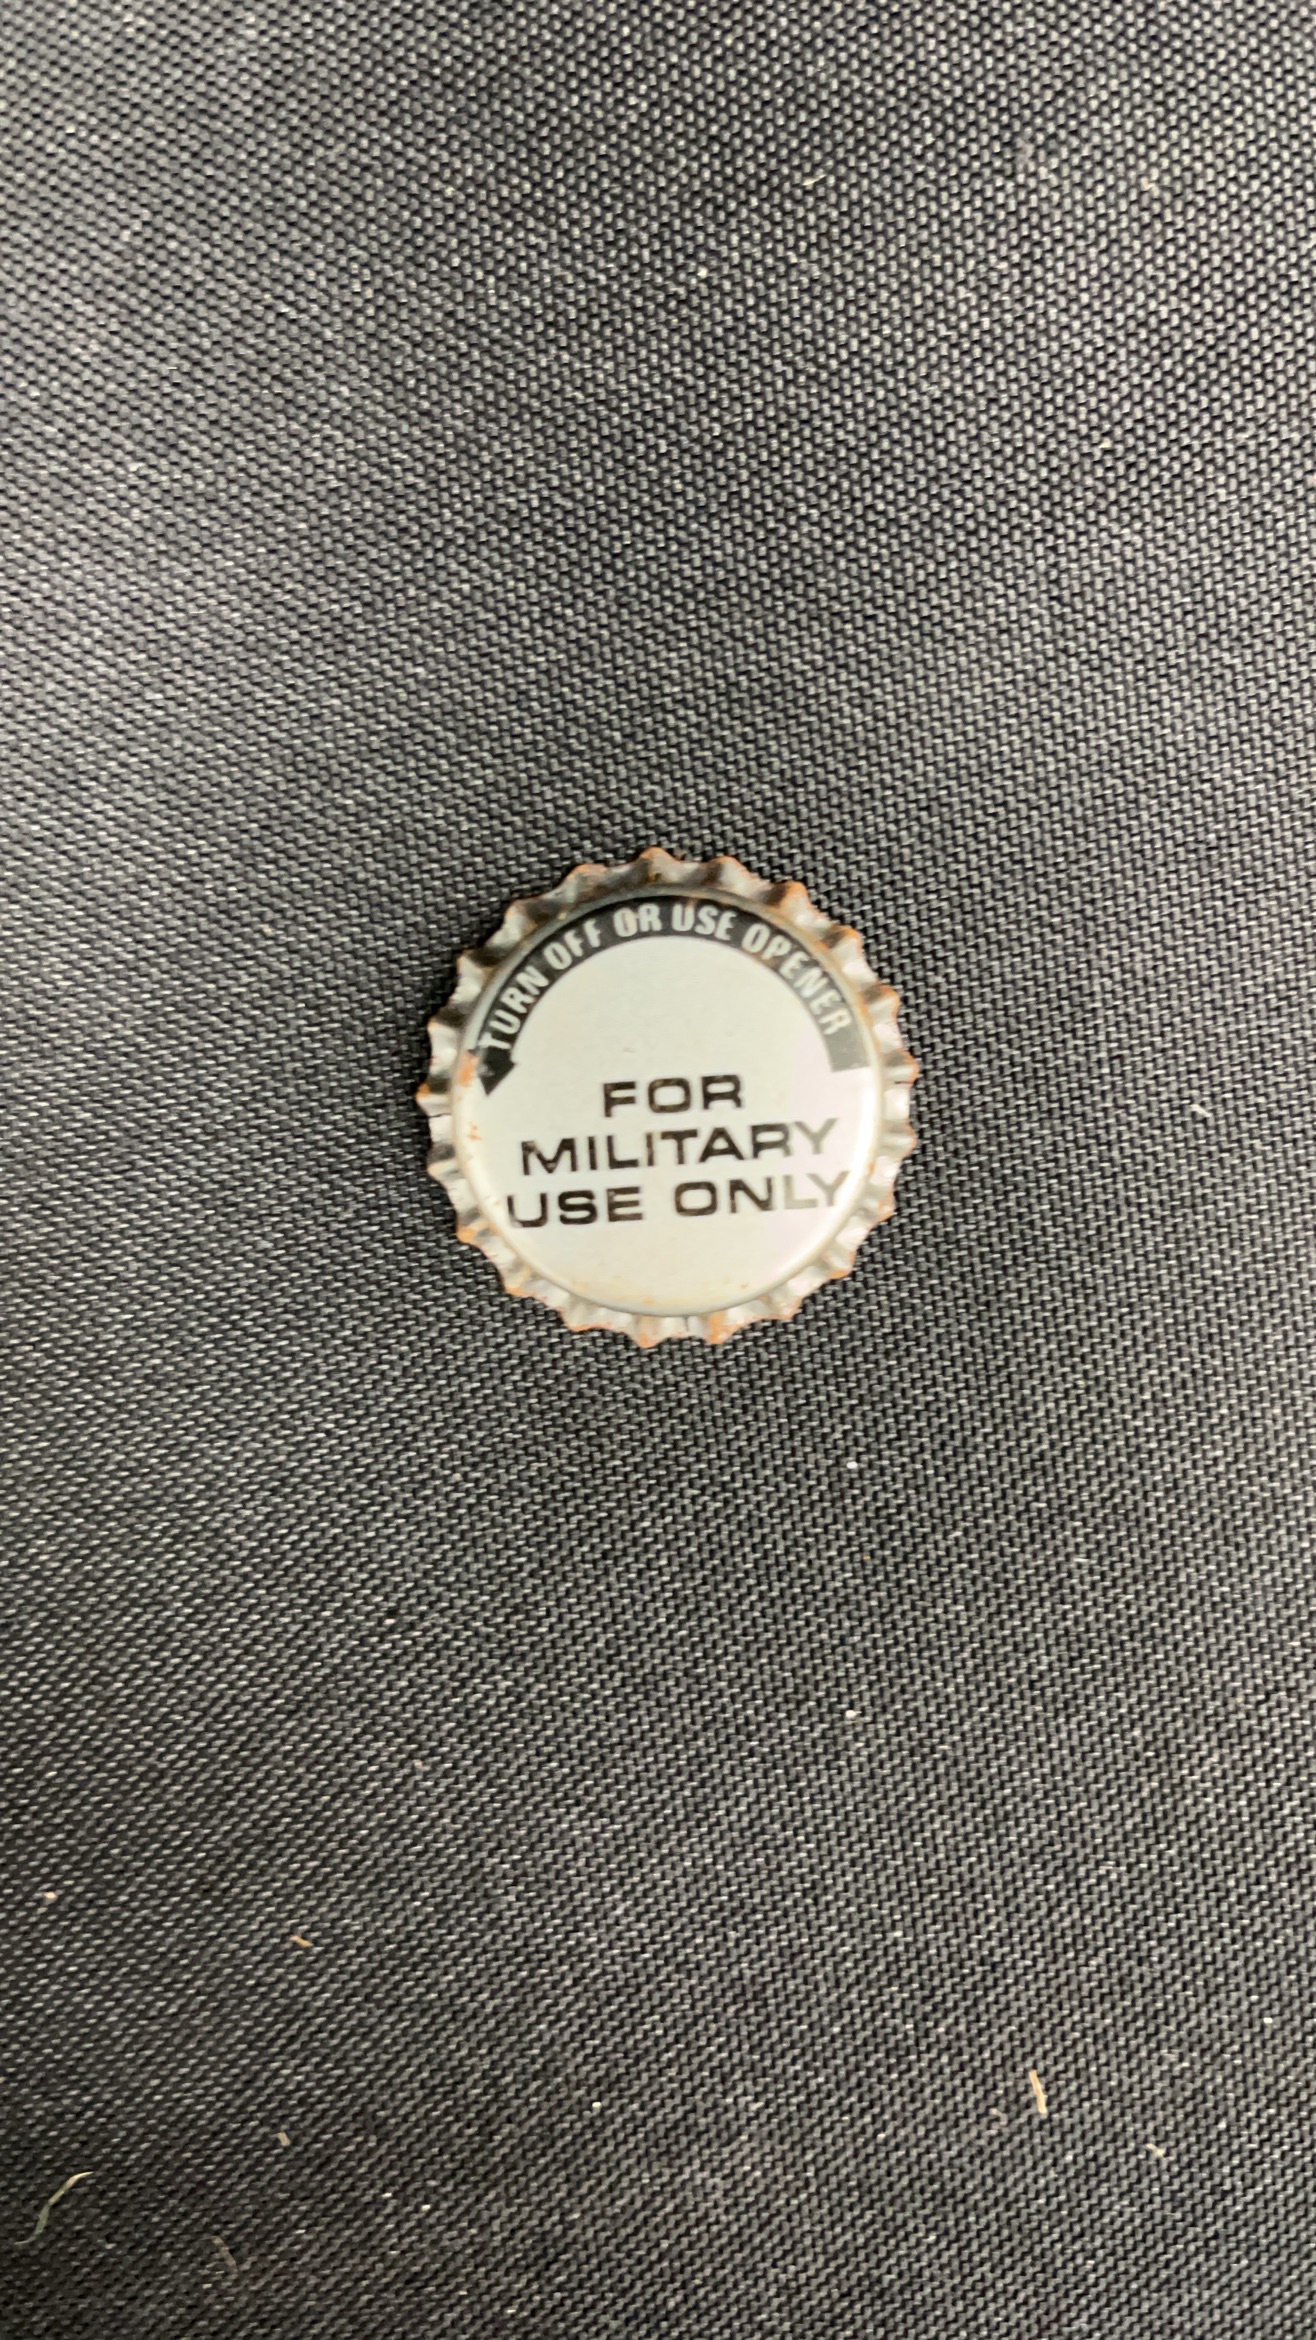 TURN OFF OR USE OPENER
FOR
MILITARY
USE ONLY